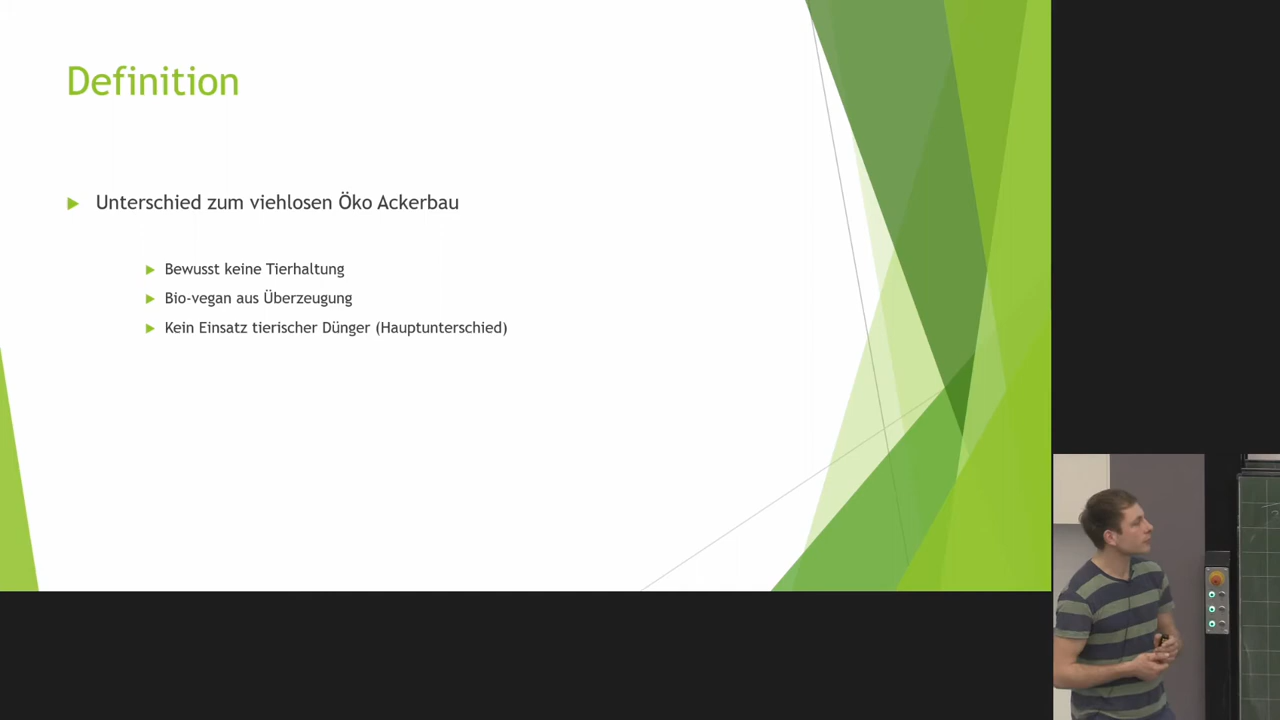 Definition
Unterschied zum viehlosen Öko Ackerbau
Bewusst keine Tierhaltung
Bio-vegan aus Überzeugung
Kein Einsatz tierischer Dünger (Hauptunterschied)